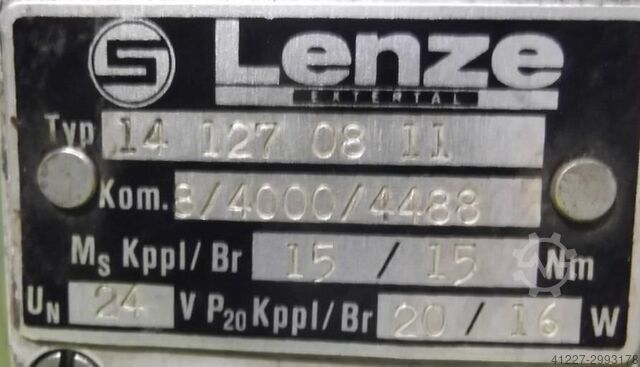 S Lenze
EXTERTAL
Typ 14 127 08 11
Kom. 8/4000/4488
Ms Kppl/Br 15 / 15 Nm
UN 24 V P20 Kppl/Br 20 / 16 W
41227-2993178